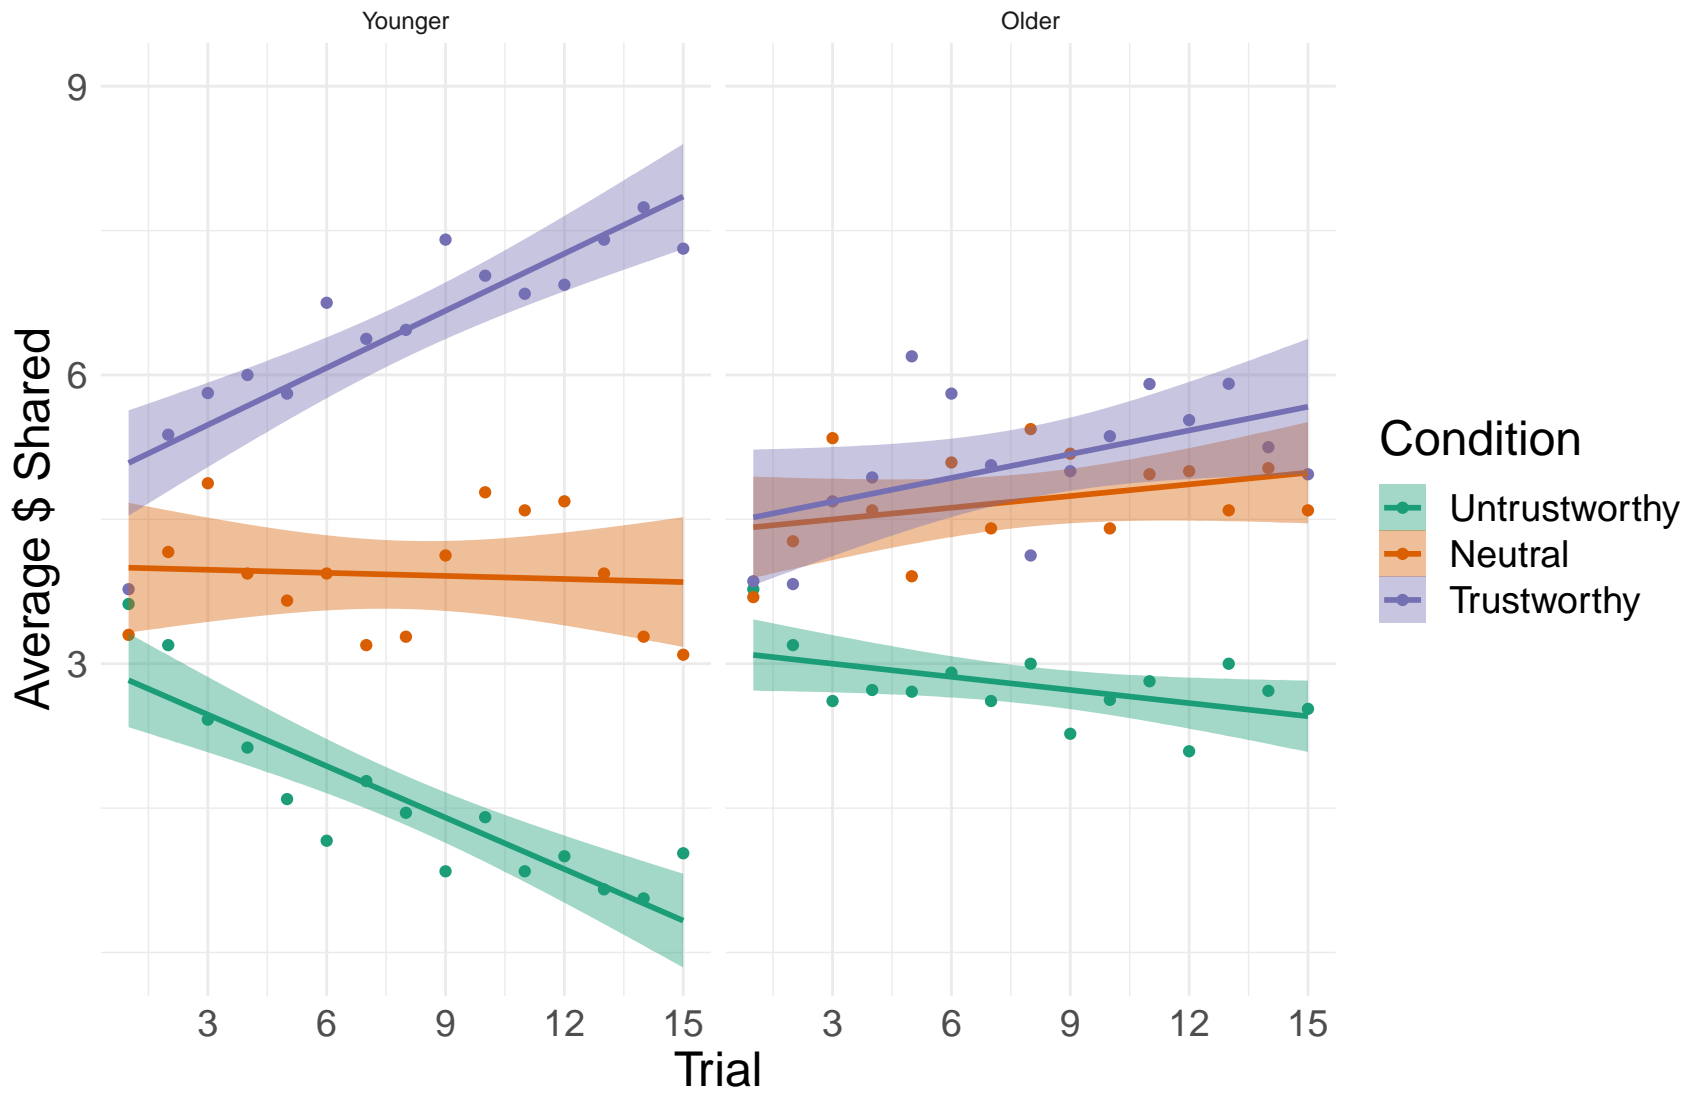 Younger
Older
9
6
3
Average $ Shared
3 6 9 12 15
3 6 9 12 15
Trial
Condition
Untrustworthy
Neutral
Trustworthy